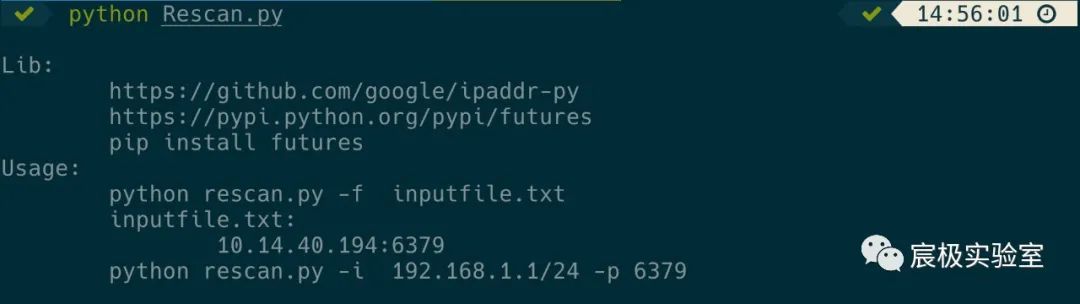 ✔ python Rescan.py ✔ 14:56:01
Lib:
https://github.com/google/ipaddr-py
https://pypi.python.org/pypi/futures
pip install futures
Usage:
python rescan.py -f  inputfile.txt
inputfile.txt:
10.14.40.194:6379
python rescan.py -i  192.168.1.1/24 -p 6379
宸极实验室